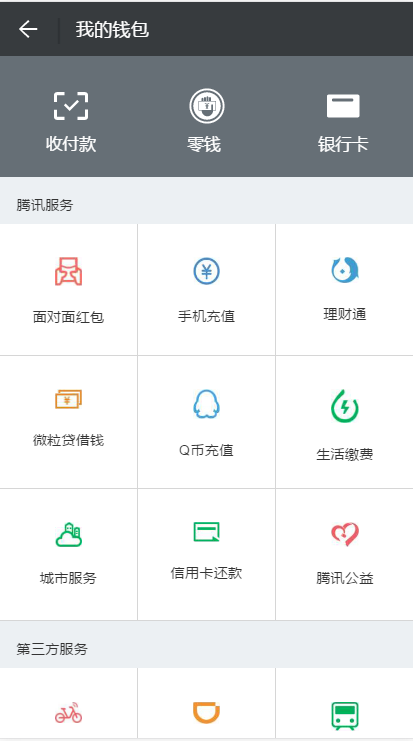 我的钱包
收付款 零钱 银行卡
腾讯服务
面对面红包 手机充值 理财通
微粒贷借钱 Q币充值 生活缴费
城市服务 信用卡还款 腾讯公益
第三方服务